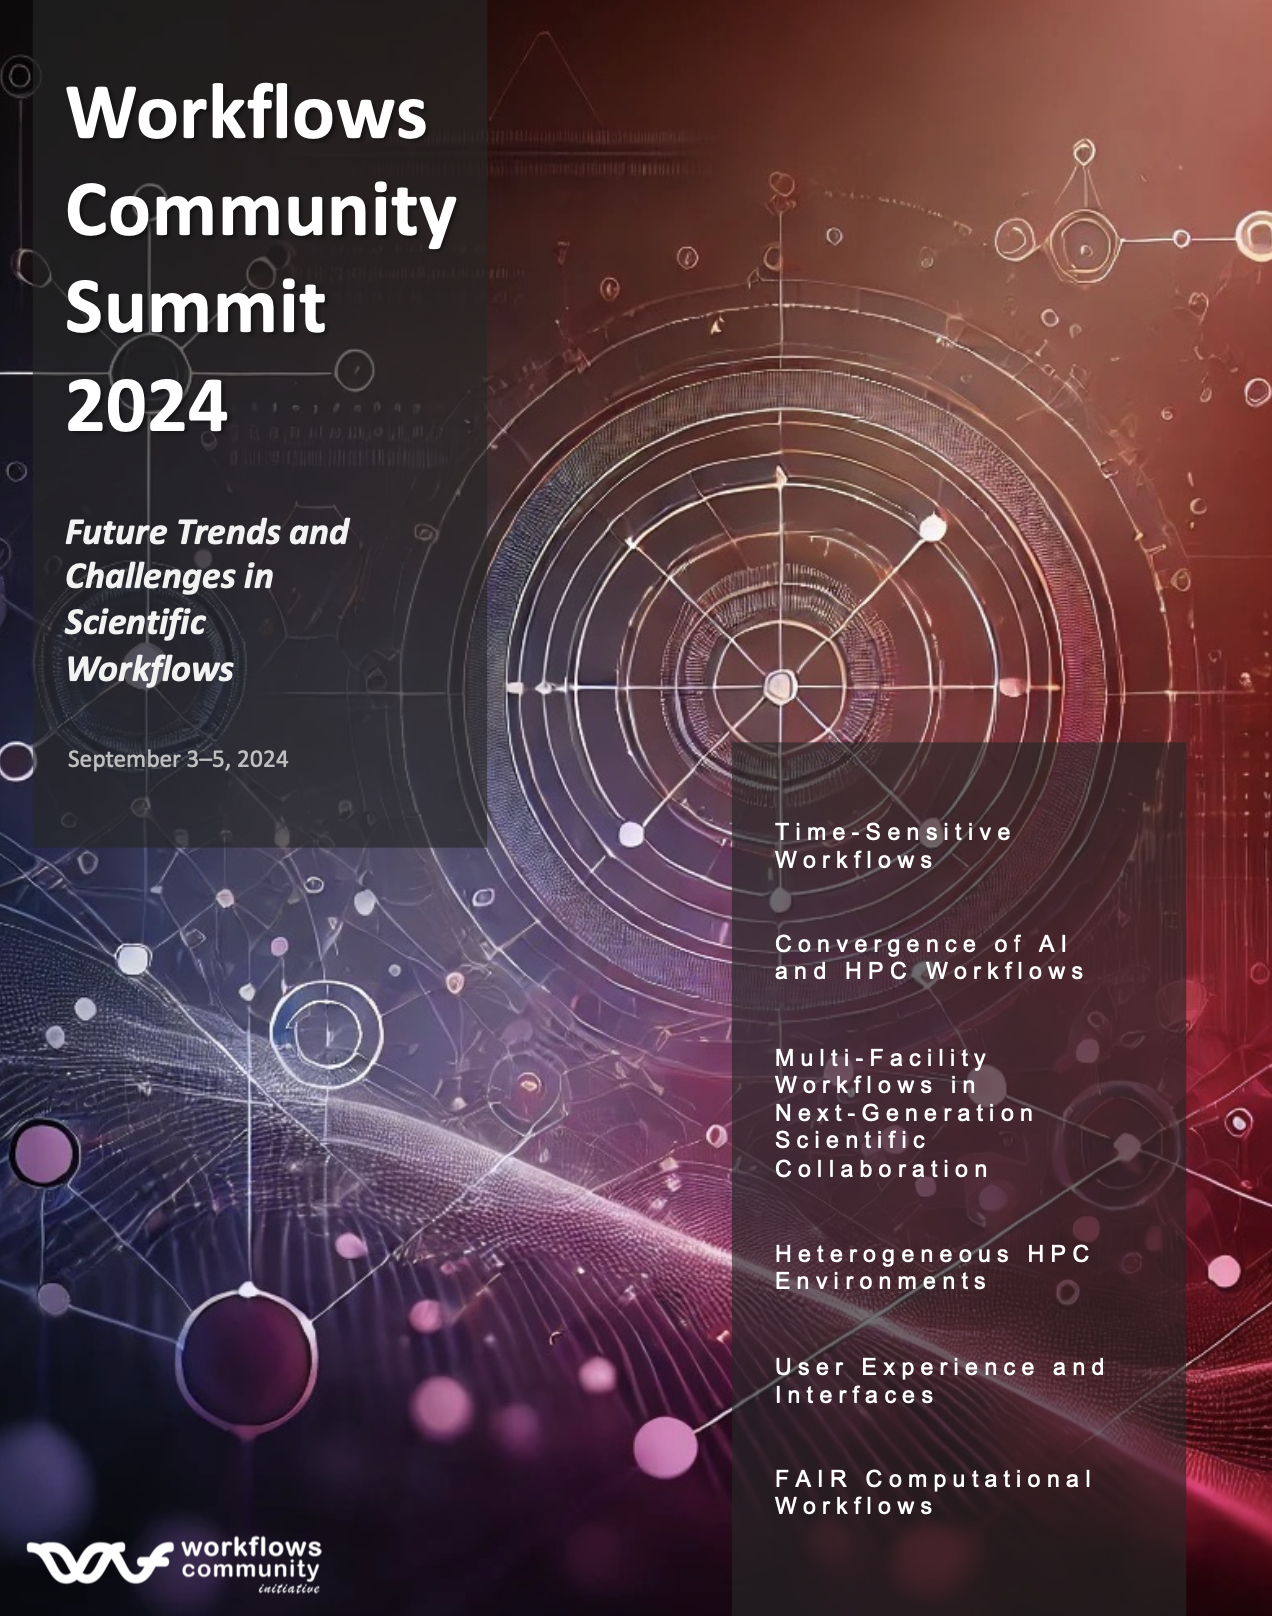 Workflows
Community
Summit
2024
Future Trends and
Challenges in
Scientific
Workflows
September 3–5, 2024
Time-Sensitive
Workflows
Convergence of AI
and HPC Workflows
Multi-Facility
Workflows in
Next-Generation
Scientific
Collaboration
Heterogeneous HPC
Environments
User Experience and
Interfaces
FAIR Computational
Workflows
workflows
community
initiative